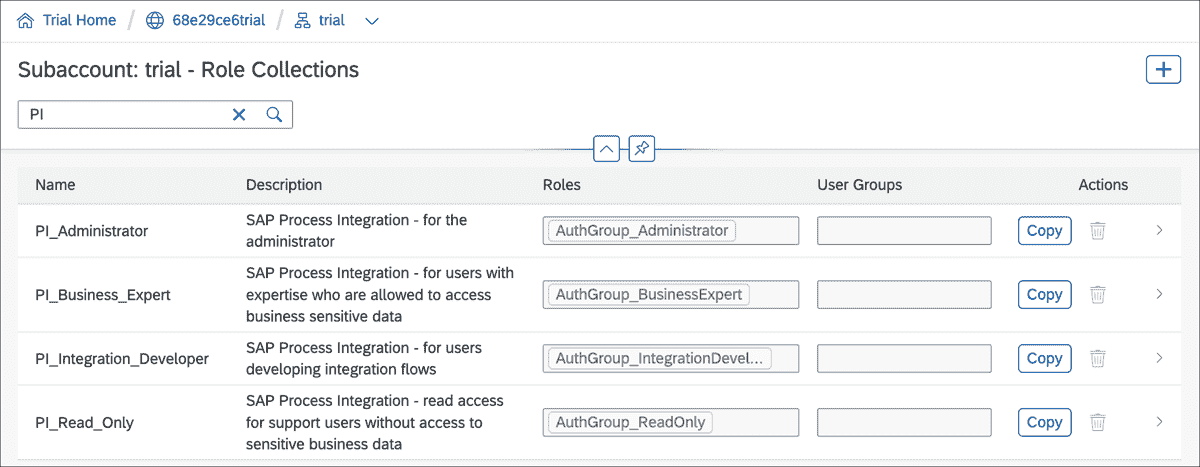 Trial Home / 68e29ce6trial / trial
Subaccount: trial - Role Collections
PI
Name Description Roles User Groups Actions
PI_Administrator
SAP Process Integration - for the
administrator
AuthGroup_Administrator
Copy
PI_Business_Expert
SAP Process Integration - for users with
expertise who are allowed to access
business sensitive data
AuthGroup_BusinessExpert
Copy
PI_Integration_Developer
SAP Process Integration - for users
developing integration flows
AuthGroup_IntegrationDevel...
Copy
PI_Read_Only
SAP Process Integration - read access
for support users without access to
sensitive business data
AuthGroup_ReadOnly
Copy